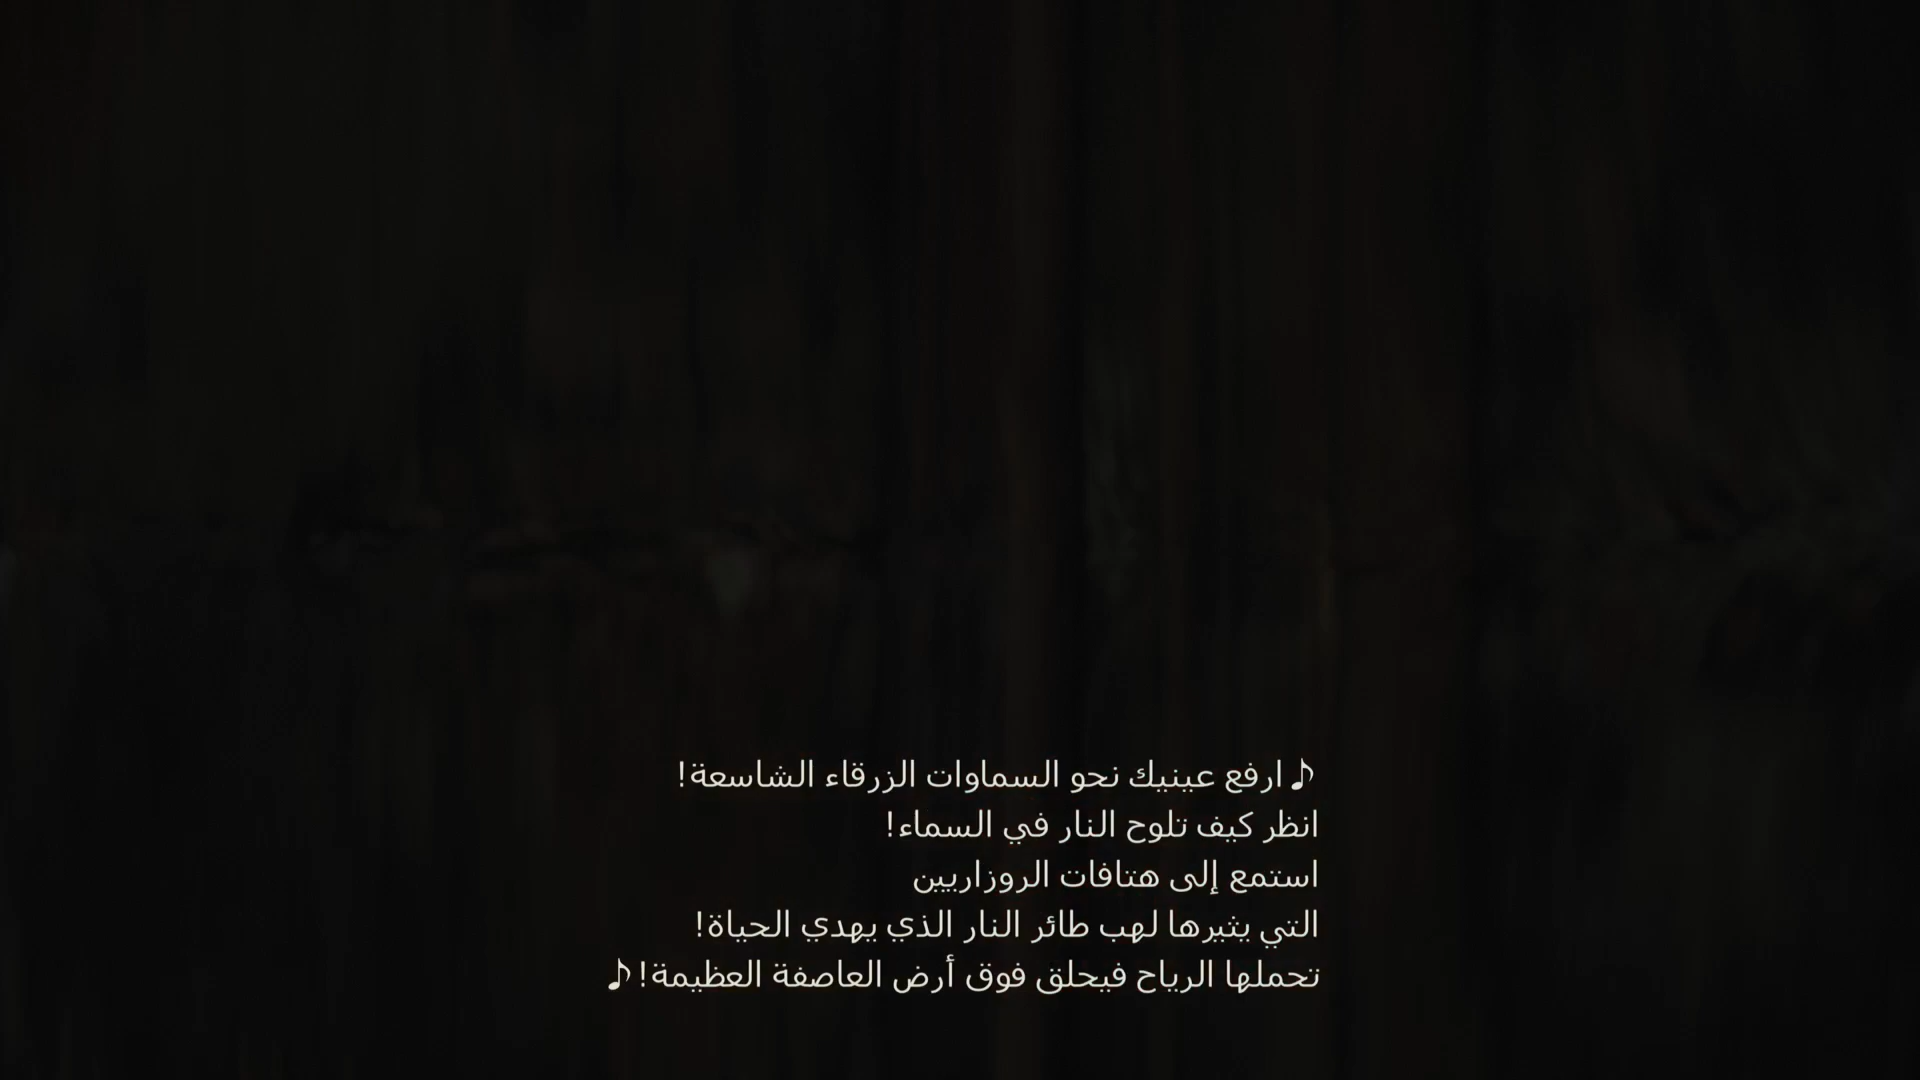 ♪ارفع عينيك نحو السماوات الزرقاء الشاسعة!
انظر كيف تلوح النار في السماء!
استمع إلى هتافات الروزاريين
التي يثيرها لهب طائر النار الذي يهدي الحياة!
تحملها الرياح فيحلق فوق أرض العاصفة العظيمة!♪